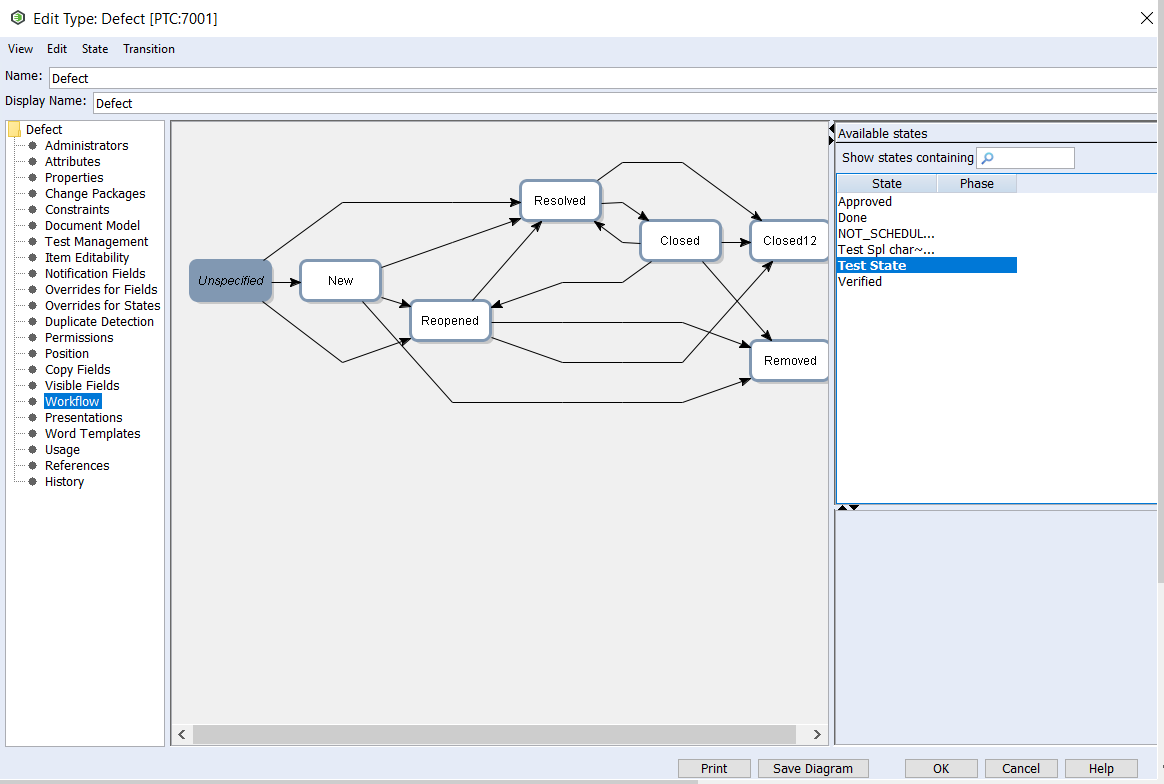 Edit Type: Defect [PTC:7001]
View Edit State Transition
Name: Defect
Display Name: Defect
Defect
Administrators
Attributes
Properties
Change Packages
Constraints
Document Model
Test Management
Item Editability
Notification Fields
Overrides for Fields
Overrides for States
Duplicate Detection
Permissions
Position
Copy Fields
Visible Fields
Workflow
Presentations
Word Templates
Usage
References
History
Unspecified
New
Resolved
Reopened
Closed
Closed12
Removed
Available states
Show states containing
State Phase
Approved
Done
NOT_SCHEDUL...
Test Spl char~...
Test State
Verified
Print Save Diagram OK Cancel Help